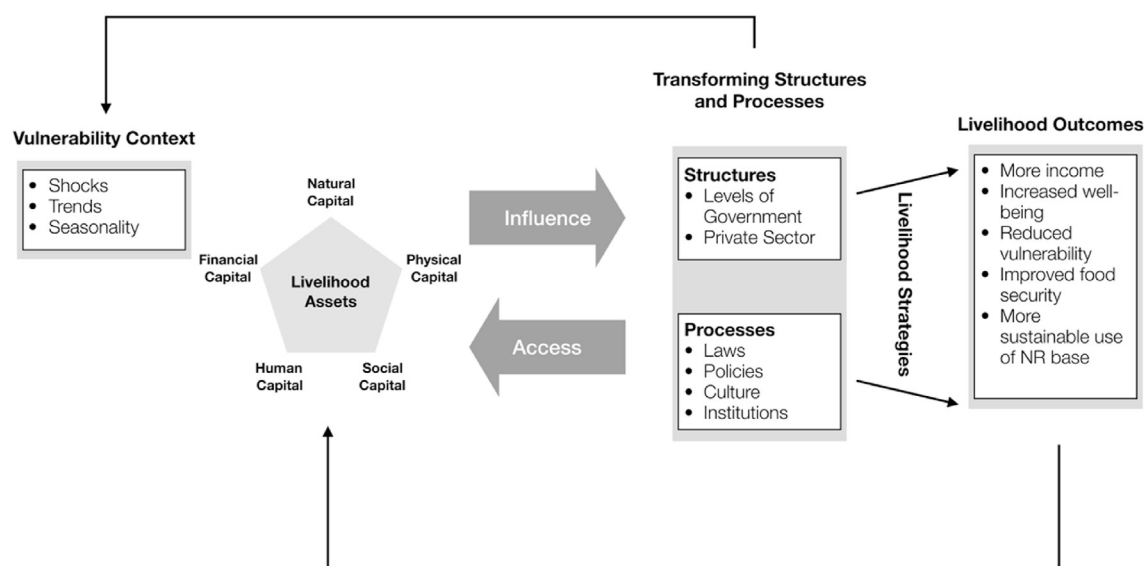 Transforming Structures
and Processes
Vulnerability Context
• Shocks
• Trends
• Seasonality
Natural
Capital
Financial
Capital
Physical
Capital
Livelihood
Assets
Human
Capital
Social
Capital
Influence
Access
Structures
• Levels of
Government
• Private Sector
Processes
• Laws
• Policies
• Culture
• Institutions
Livelihood Strategies
Livelihood Outcomes
• More income
• Increased well-
being
• Reduced
vulnerability
• Improved food
security
• More
sustainable use
of NR base